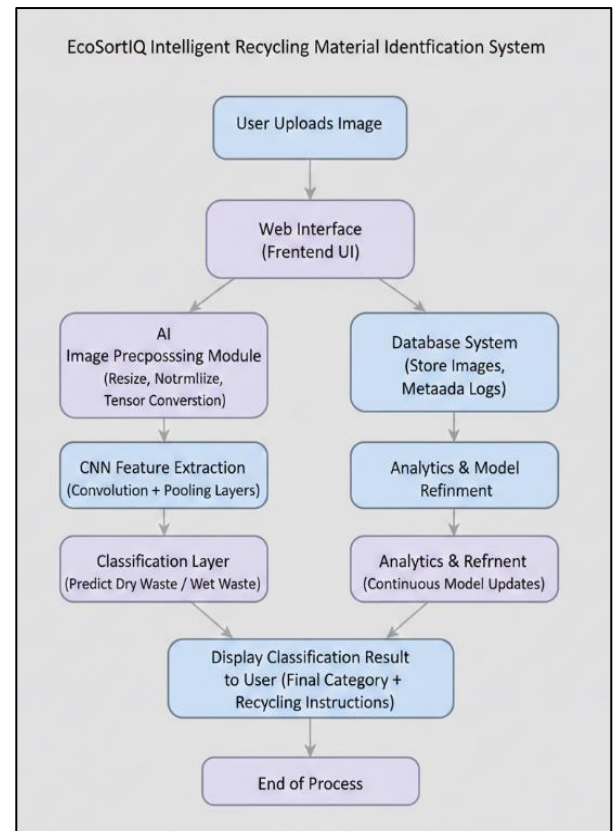 EcoSortIQ Intelligent Recycling Material Identfication System
User Uploads Image
Web Interface
(Frentend UI)
AI
Image Precposssing Module
(Resize, Notrmliize,
Tensor Converstion)
Database System
(Store Images,
Metaada Logs)
CNN Feature Extraction
(Convolution + Pooling Layers)
Analytics & Model
Refinment
Classification Layer
(Predict Dry Waste / Wet Waste)
Analytics & Refrnent
(Continuous Model Updates)
Display Classification Result
to User (Final Category +
Recycling Instructions)
End of Process